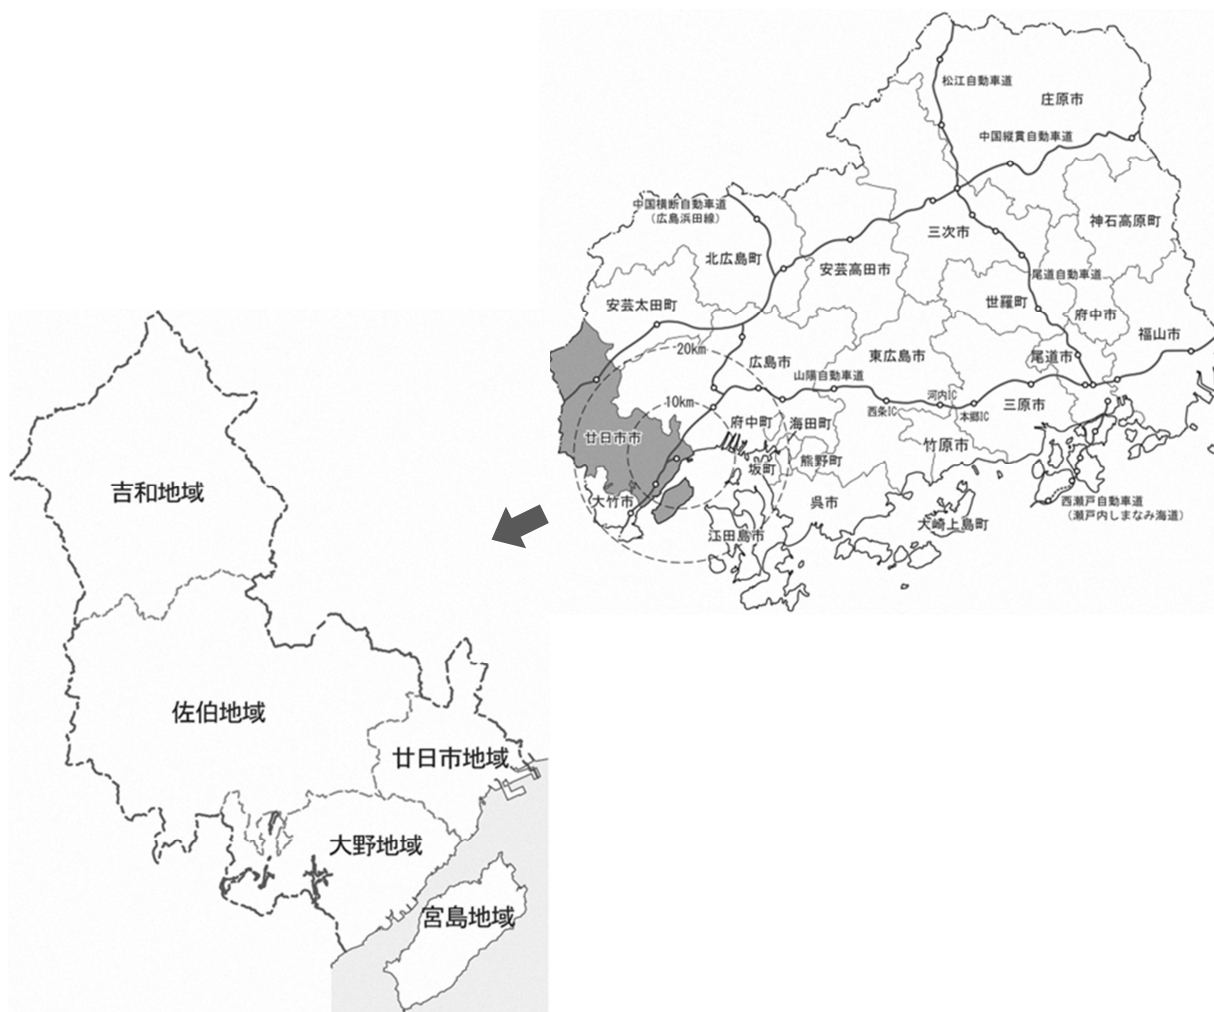 松江自動車道
庄原市
中国縦貫自動車道
中国横断自動車道
（広島浜田線）
神石高原町
三次市
北広島町
安芸高田市
尾道自動車道
安芸太田町
世羅町
府中市
福山市
20km
広島市
東広島市
尾道市
山陽自動車道
河内IC
10km
西条IC
本郷IC
三原市
府中町
海田町
廿日市市
竹原市
坂町
熊野町
大竹市
呉市
西瀬戸自動車道
（瀬戸内しまなみ海道）
大崎上島町
江田島市
吉和地域
佐伯地域
廿日市地域
大野地域
宮島地域